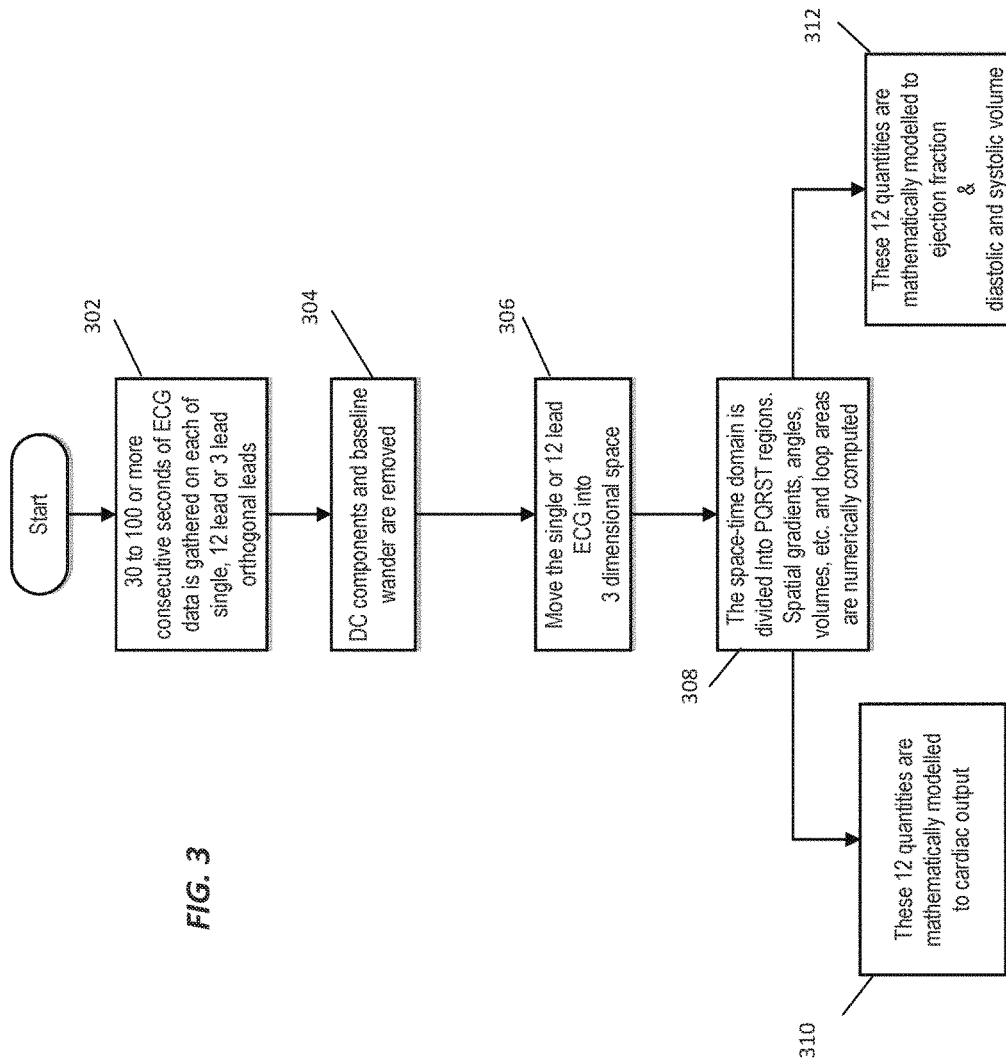 Start
302
30 to 100 or more
consecutive seconds of ECG
data is gathered on each of
single, 12 lead or 3 lead
orthogonal leads
304
DC components and baseline
wander are removed
306
Move the single or 12 lead
ECG into
3 dimensional space
308
The space-time domain is
divided Into PQRST regions.
Spatial gradients, angles,
volumes, etc. and loop areas
are numerically computed
310
These 12 quantities are
mathematically modelled
to cardiac output
312
These 12 quantities are
mathematically modelled to
ejection fraction
&
diastolic and systolic volume
FIG. 3